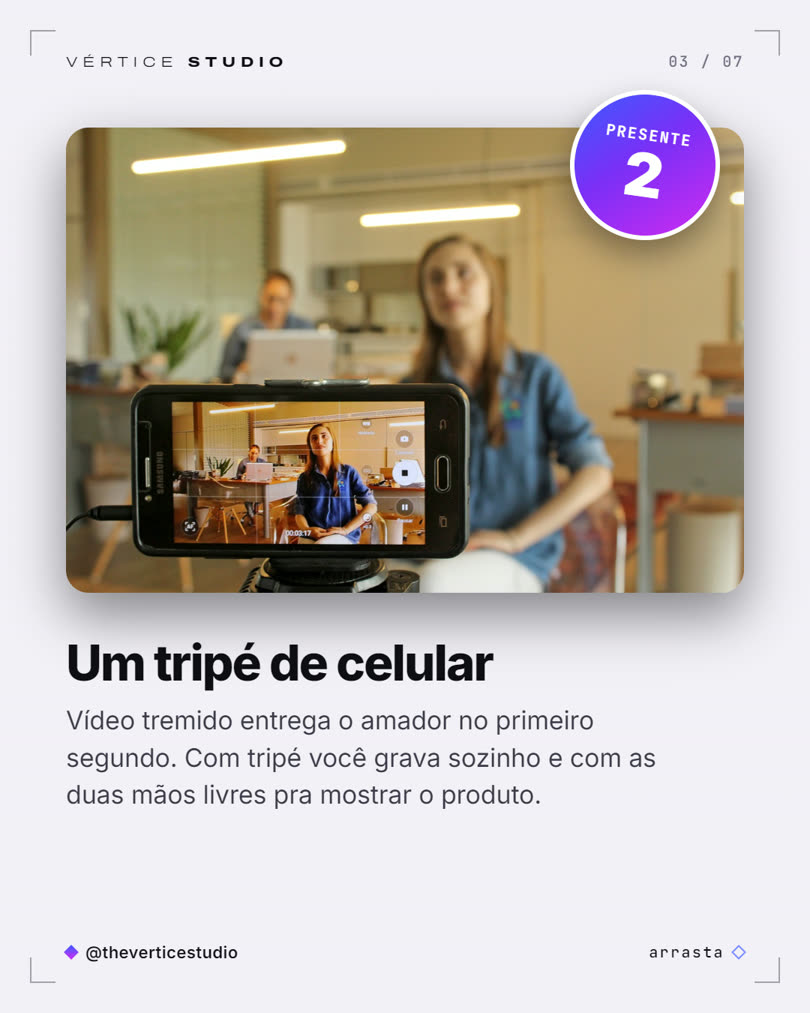 VÉRTICE STUDIO
03 / 07
PRESENTE
2
SAMSUNG
00:03:17
Um tripé de celular
Vídeo tremido entrega o amador no primeiro
segundo. Com tripé você grava sozinho e com as
duas mãos livres pra mostrar o produto.
@theverticestudio
arrasta